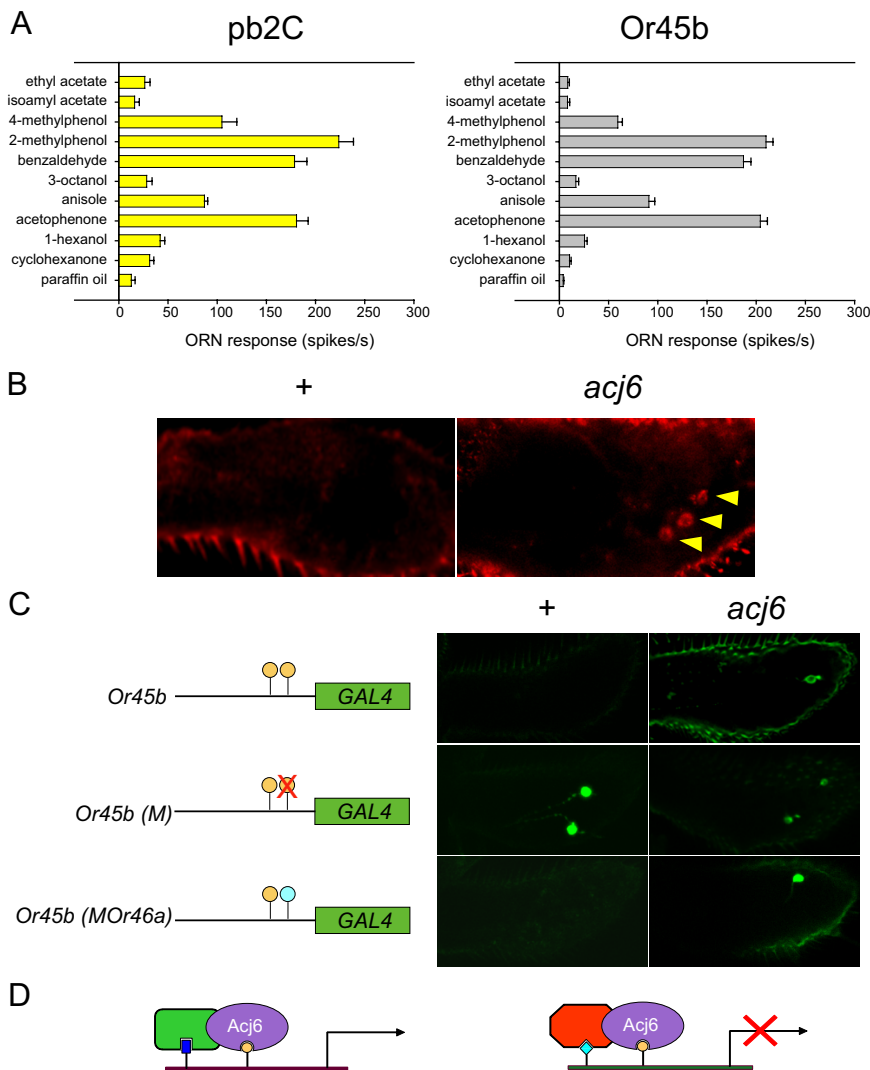 A
pb2C
Or45b
ethyl acetate
isoamyl acetate
4-methylphenol
2-methylphenol
benzaldehyde
3-octanol
anisole
acetophenone
1-hexanol
cyclohexanone
paraffin oil
0 50 100 150 200 250 300
ORN response (spikes/s)
ethyl acetate
isoamyl acetate
4-methylphenol
2-methylphenol
benzaldehyde
3-octanol
anisole
acetophenone
1-hexanol
cyclohexanone
paraffin oil
0 50 100 150 200 250 300
ORN response (spikes/s)
B
+ acj6
C
+ acj6
Or45b GAL4
Or45b (M) GAL4
Or45b (MOr46a) GAL4
D
Acj6 Acj6